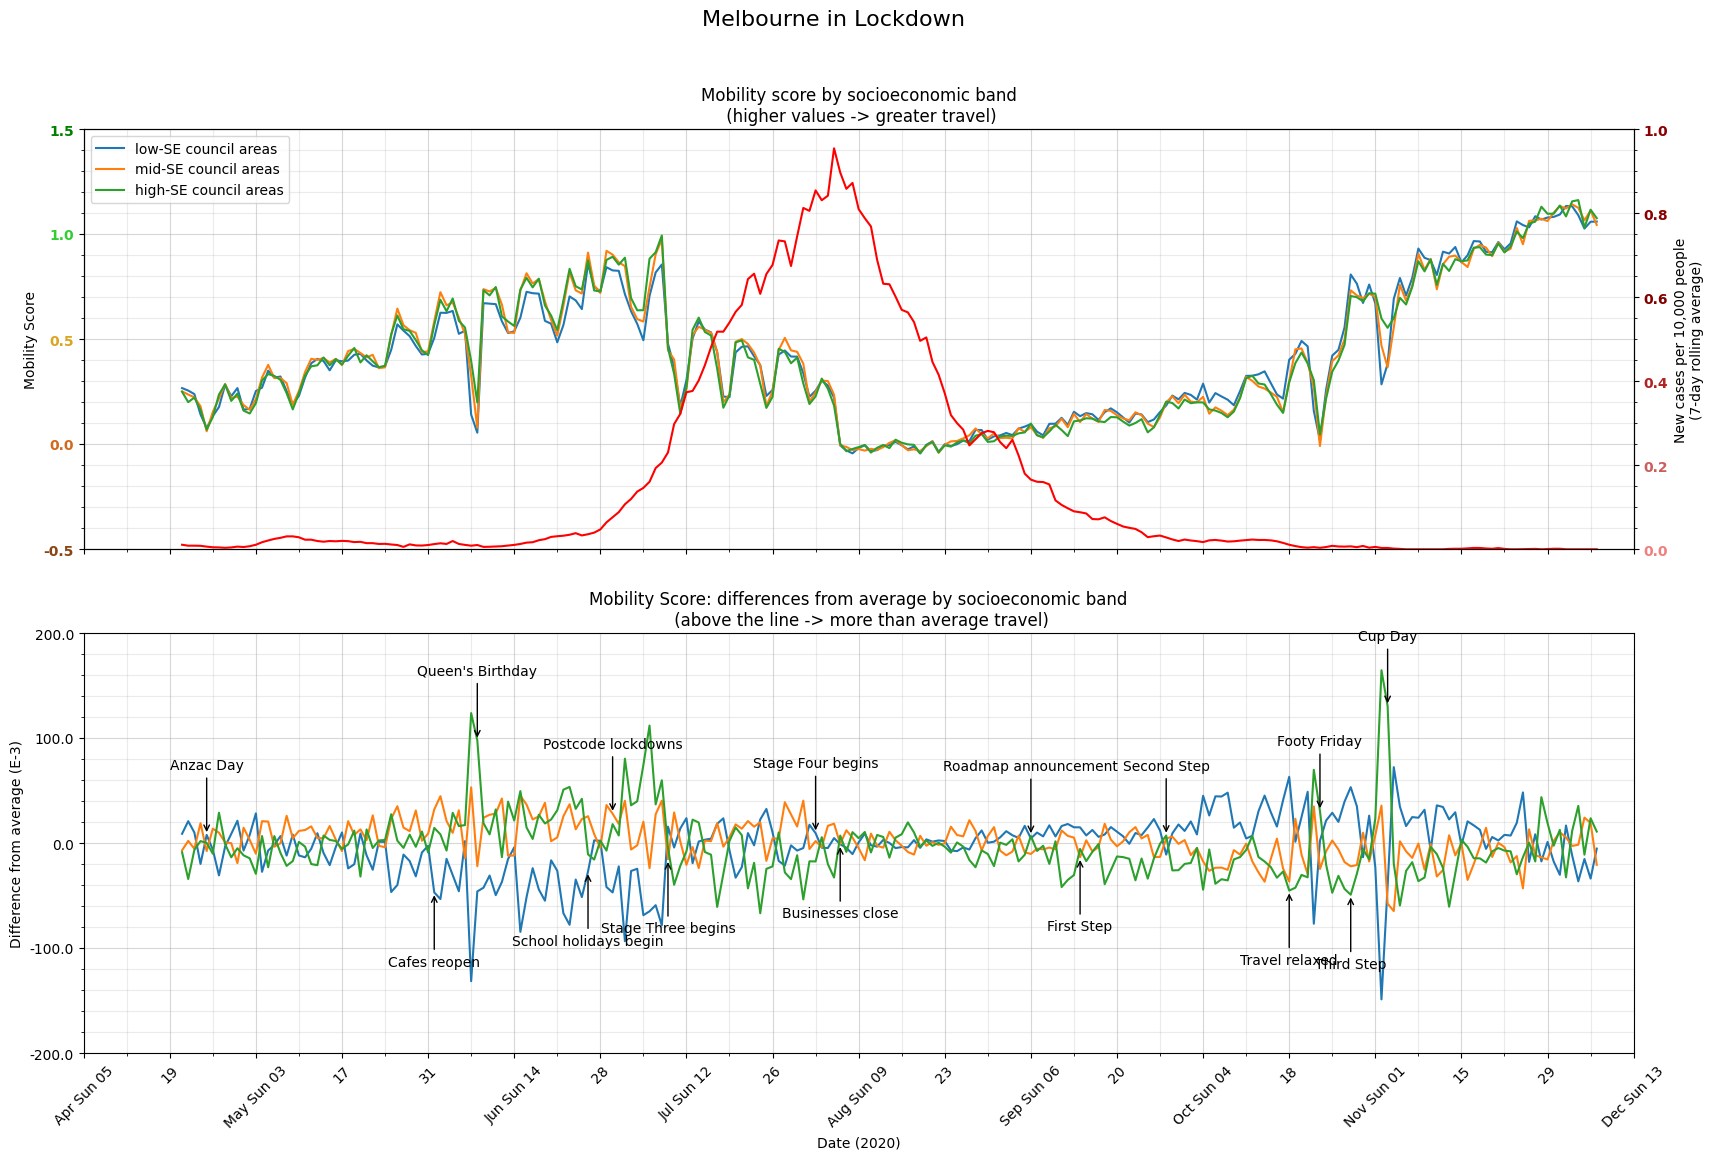 Melbourne in Lockdown
Mobility score by socioeconomic band
(higher values -> greater travel)
1.5
1.0
0.5
0.0
-0.5
Mobility Score
low-SE council areas
mid-SE council areas
high-SE council areas
1.0
0.8
0.6
0.4
0.2
0.0
New cases per 10,000 people
(7-day rolling average)
Mobility Score: differences from average by socioeconomic band
(above the line -> more than average travel)
200.0
100.0
0.0
-100.0
-200.0
Difference from average (E-3)
Cup Day
Queen's Birthday
Postcode lockdowns
Footy Friday
Anzac Day
Stage Four begins
Roadmap announcement
Second Step
Businesses close
First Step
Stage Three begins
School holidays begin
Cafes reopen
Travel relaxed
Third Step
Apr Sun 05
19
May Sun 03
17
31
Jun Sun 14
28
Jul Sun 12
26
Aug Sun 09
23
Sep Sun 06
20
Oct Sun 04
18
Nov Sun 01
15
29
Dec Sun 13
Date (2020)